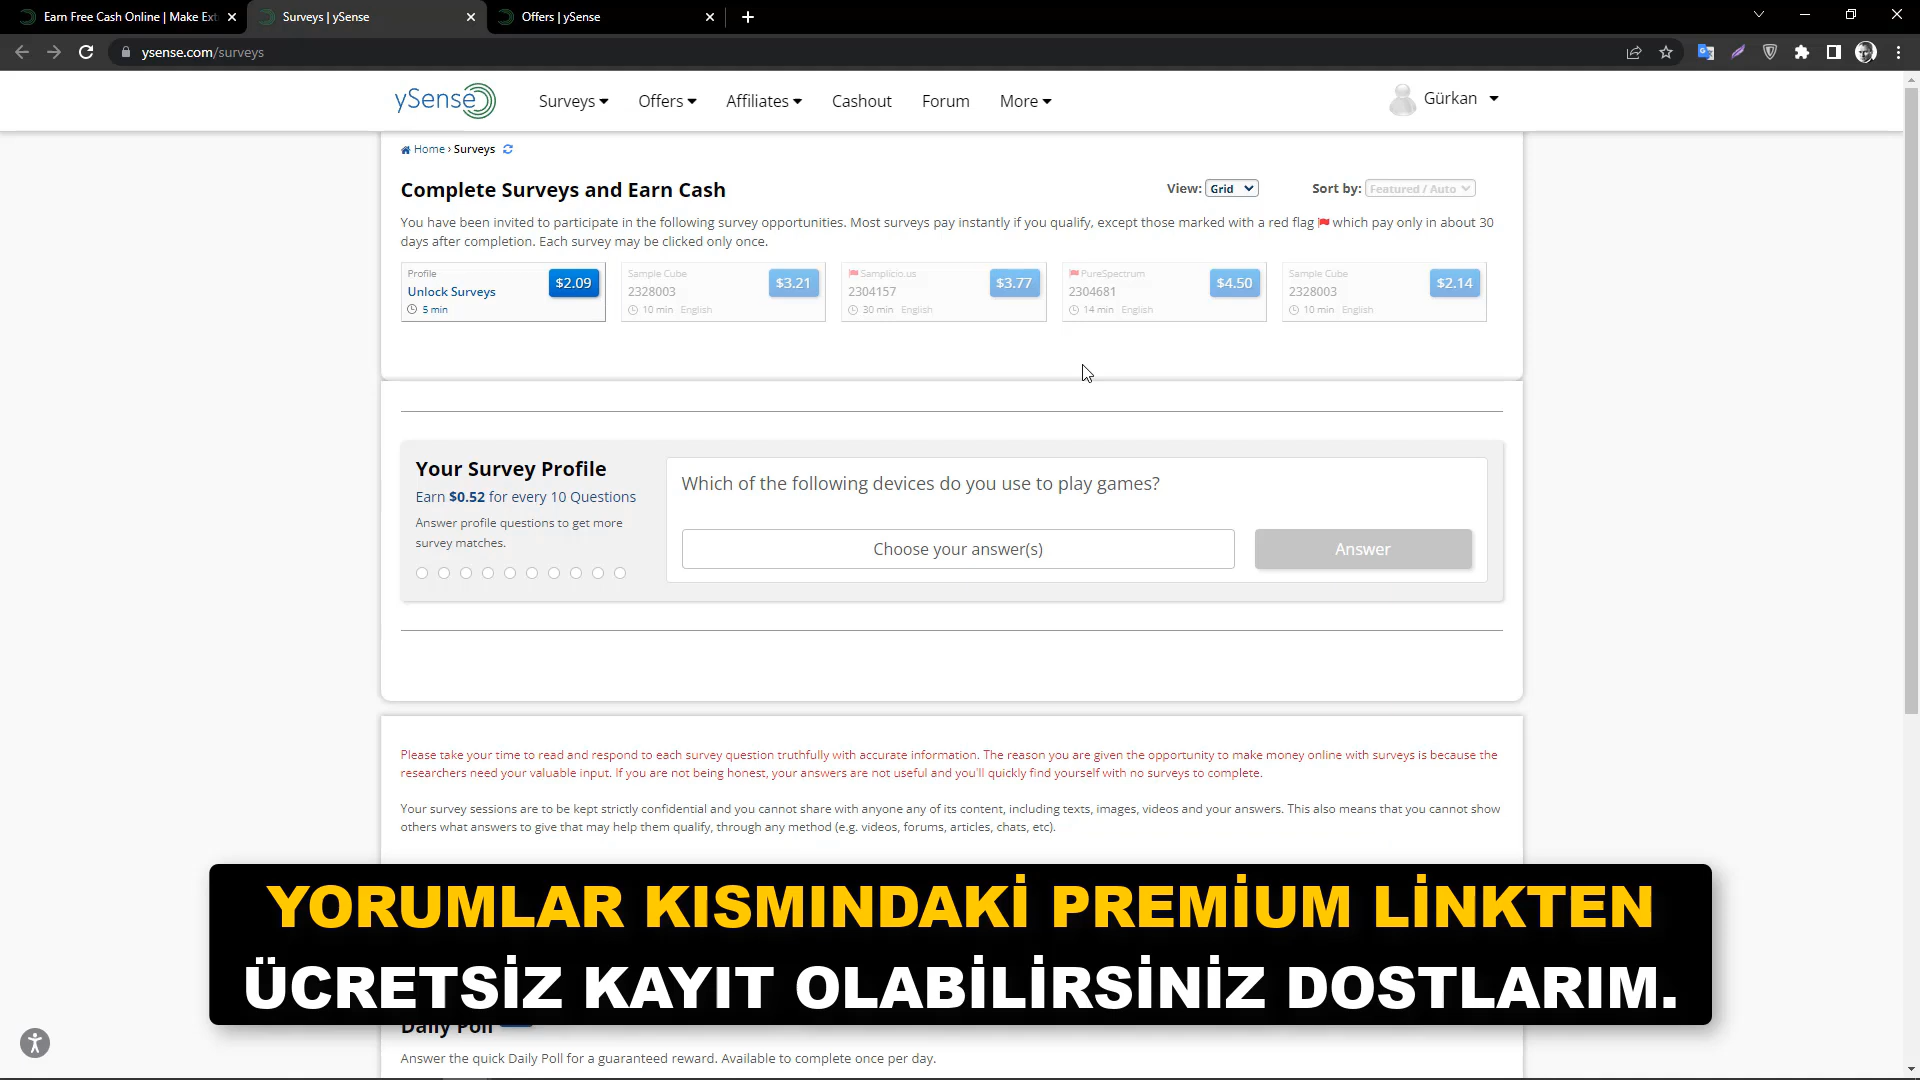 Earn Free Cash Online | Make Ext
Surveys | ySense
Offers | ySense
ysense.com/surveys
ySense
Surveys
Offers
Affiliates
Cashout
Forum
More
Gürkan
Home › Surveys
Complete Surveys and Earn Cash
View: Grid
Sort by: Featured / Auto
You have been invited to participate in the following survey opportunities. Most surveys pay instantly if you qualify, except those marked with a red flag which pay only in about 30
days after completion. Each survey may be clicked only once.
Profile
Unlock Surveys
5 min
$2.09
Sample Cube
2328003
10 min English
$3.21
Samplicio.us
2304157
30 min English
$3.77
PureSpectrum
2304681
14 min English
$4.50
Sample Cube
2328003
10 min English
$2.14
Your Survey Profile
Earn $0.52 for every 10 Questions
Answer profile questions to get more
survey matches.
Which of the following devices do you use to play games?
Choose your answer(s)
Answer
Please take your time to read and respond to each survey question truthfully with accurate information. The reason you are given the opportunity to make money online with surveys is because the
researchers need your valuable input. If you are not being honest, your answers are not useful and you'll quickly find yourself with no surveys to complete.
Your survey sessions are to be kept strictly confidential and you cannot share with anyone any of its content, including texts, images, videos and your answers. This also means that you cannot show
others what answers to give that may help them qualify, through any method (e.g. videos, forums, articles, chats, etc).
YORUMLAR KISMINDAKİ PREMİUM LİNKTEN
ÜCRETSİZ KAYIT OLABİLİRSİNİZ DOSTLARIM.
Daily Poll
Answer the quick Daily Poll for a guaranteed reward. Available to complete once per day.